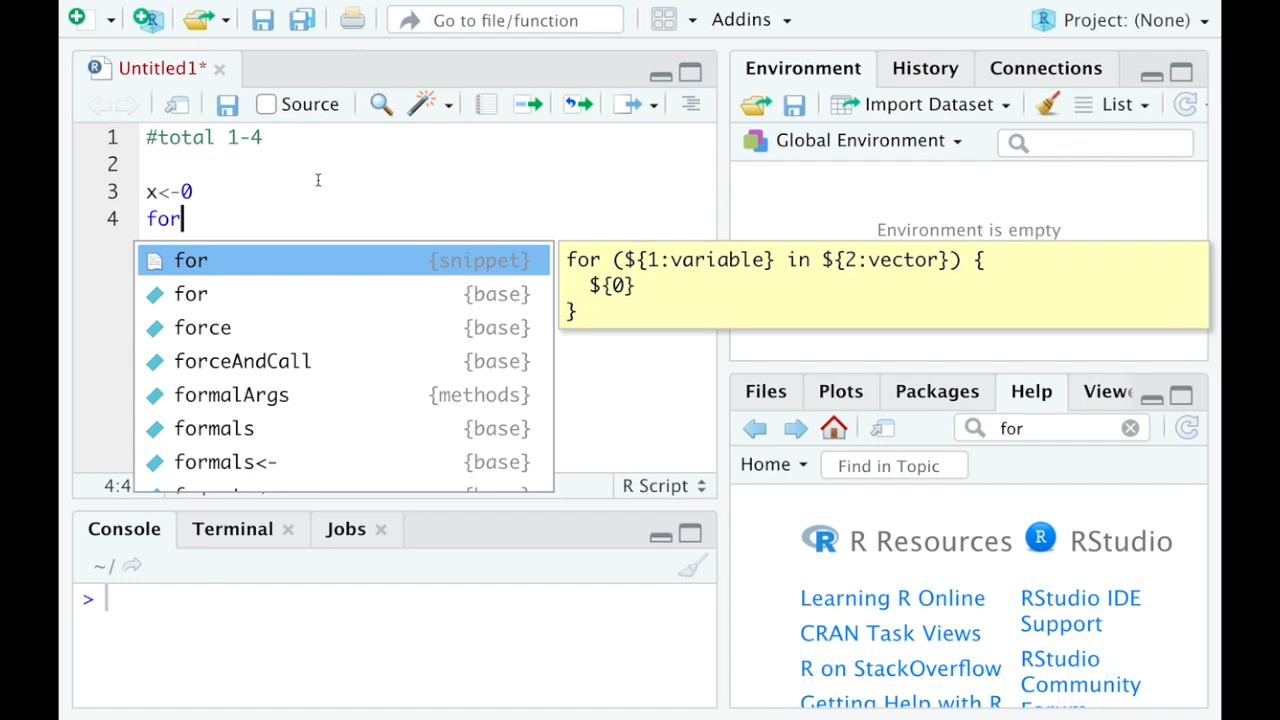 Go to file/function
Addins
Project: (None)
Untitled1*
Source
1 #total 1-4
2
3 x<-0
4 for
for {snippet}
for {base}
force {base}
forceAndCall {base}
formalArgs {methods}
formals {base}
formals<- {base}
for (${1:variable} in ${2:vector}) {
${0}
}
4:4
R Script
Console
Terminal
Jobs
~/
>
Environment
History
Connections
Import Dataset
List
Global Environment
Environment is empty
Files
Plots
Packages
Help
for
Home
Find in Topic
R Resources
Learning R Online
CRAN Task Views
R on StackOverflow
Getting Help with R
R RStudio
RStudio IDE
Support
RStudio
Community